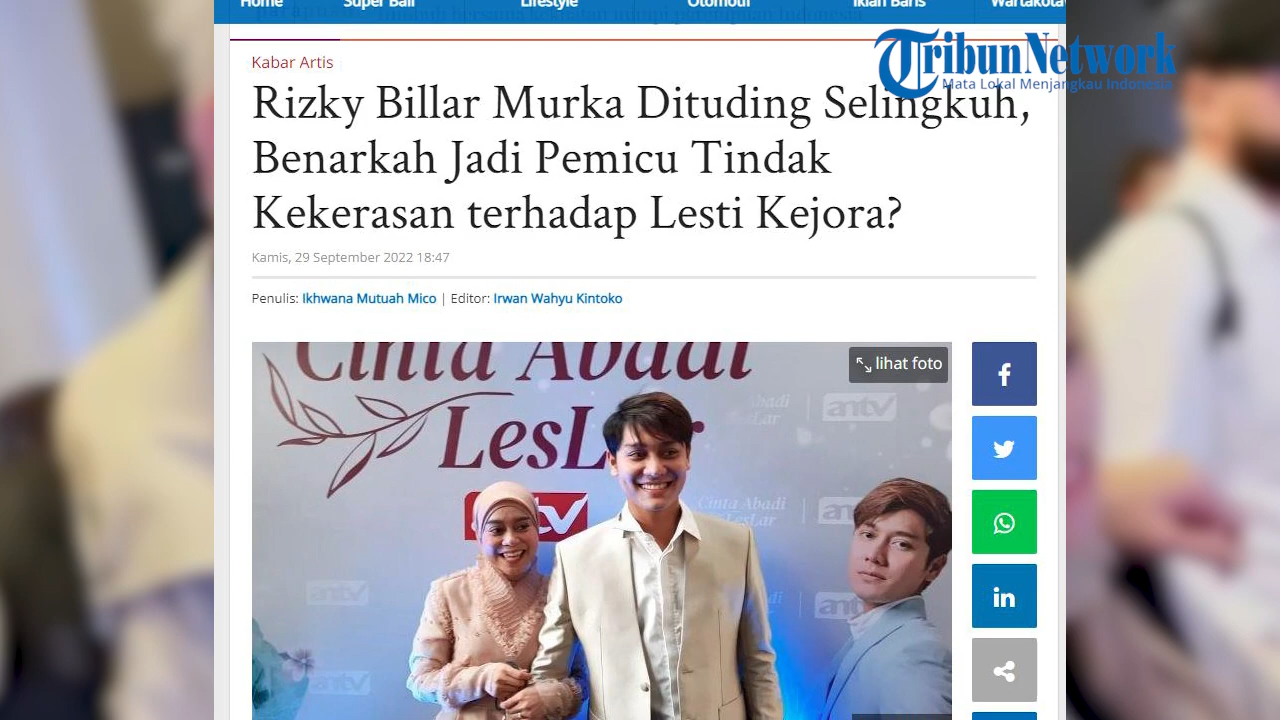 Home Super Ball Lifestyle Otomotif Iklan Baris Wartakota
TribunNetwork
Mata Lokal Menjangkau Indonesia
Kabar Artis
Rizky Billar Murka Dituding Selingkuh,
Benarkah Jadi Pemicu Tindak
Kekerasan terhadap Lesti Kejora?
Kamis, 29 September 2022 18:47
Penulis: Ikhwana Mutuah Mico | Editor: Irwan Wahyu Kintoko
lihat foto
Cinta Abadi
LesLar
antv
Cinta Abadi
LesLar
antv
antv
antv
antv